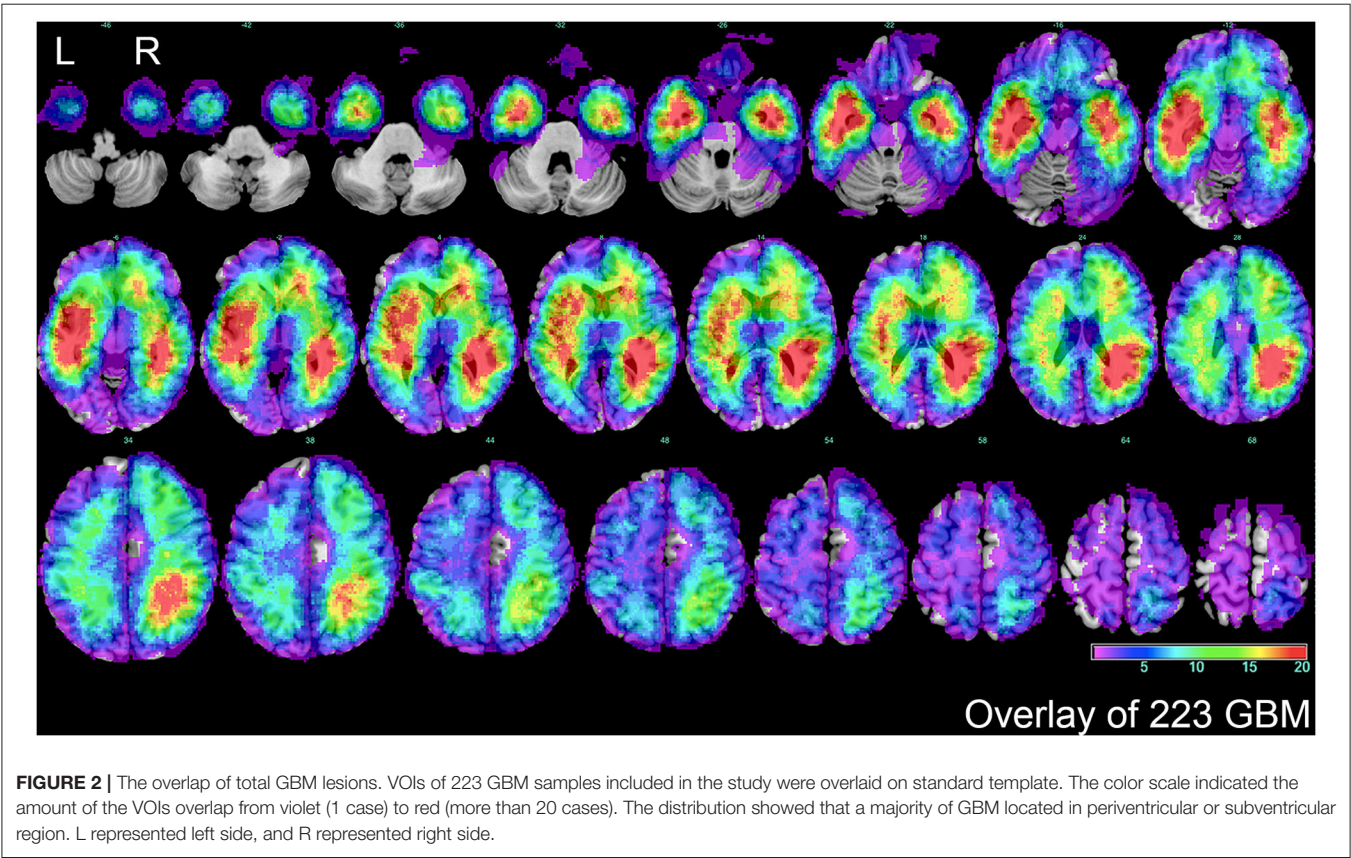 -46 -42 -36 -32 -26 -22 -16 -12
L R
-6 -2 4 8 14 18 24 28
34 38 44 48 54 58 64 68
5 10 15 20
Overlay of 223 GBM
FIGURE 2 | The overlap of total GBM lesions. VOIs of 223 GBM samples included in the study were overlaid on standard template. The color scale indicated the
amount of the VOIs overlap from violet (1 case) to red (more than 20 cases). The distribution showed that a majority of GBM located in periventricular or subventricular
region. L represented left side, and R represented right side.